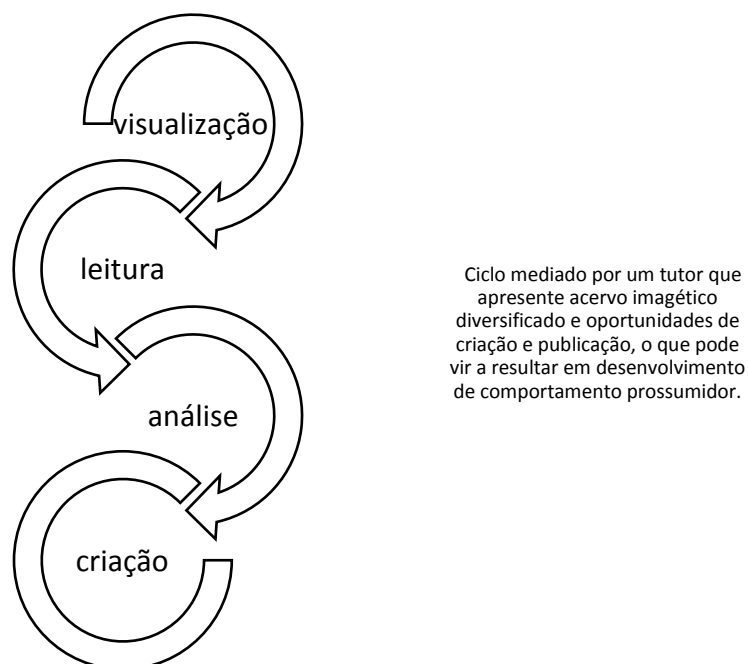 visualização
leitura
análise
criação
Ciclo mediado por um tutor que
apresente acervo imagético
diversificado e oportunidades de
criação e publicação, o que pode
vir a resultar em desenvolvimento
de comportamento prossumidor.